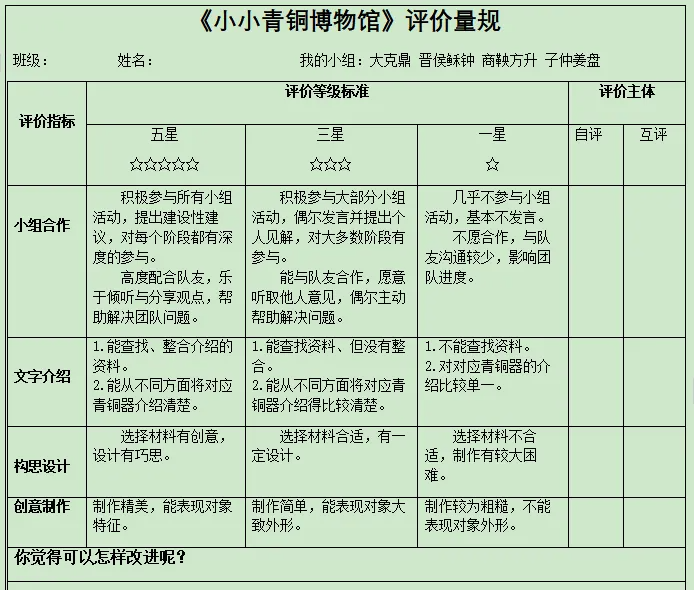 《小小青铜博物馆》评价量规
班级： 姓名： 我的小组：大克鼎 晋侯稣钟 商鞅方升 子仲姜盘
评价指标 评价等级标准 评价主体
五星 三星 一星 自评 互评
☆☆☆☆☆ ☆☆☆ ☆
小组合作
积极参与所有小组
活动，提出建设性建
议，对每个阶段都有深
度的参与。
高度配合队友，乐
于倾听与分享观点，帮
助解决团队问题。
积极参与大部分小组
活动，偶尔发言并提出个
人见解，对大多数阶段有
参与。
能与队友合作，愿意
听取他人意见，偶尔主动
帮助解决问题。
几乎不参与小组
活动，基本不发言。
不愿合作，与队
友沟通较少，影响团
队进度。
文字介绍
1.能查找、整合介绍的
资料。
2.能从不同方面将对应
青铜器介绍清楚。
1.能查找资料、但没有整
合。
2.能从不同方面将对应青
铜器介绍得比较清楚。
1.不能查找资料。
2.对对应青铜器的介
绍比较单一。
构思设计
选择材料有创意，
设计有巧思。
选择材料合适，有一
定设计。
选择材料不合
适，制作有较大困
难。
创意制作
制作精美，能表现对象
特征。
制作简单，能表现对象大
致外形。
制作较为粗糙，不能
表现对象外形。
你觉得可以怎样改进呢？